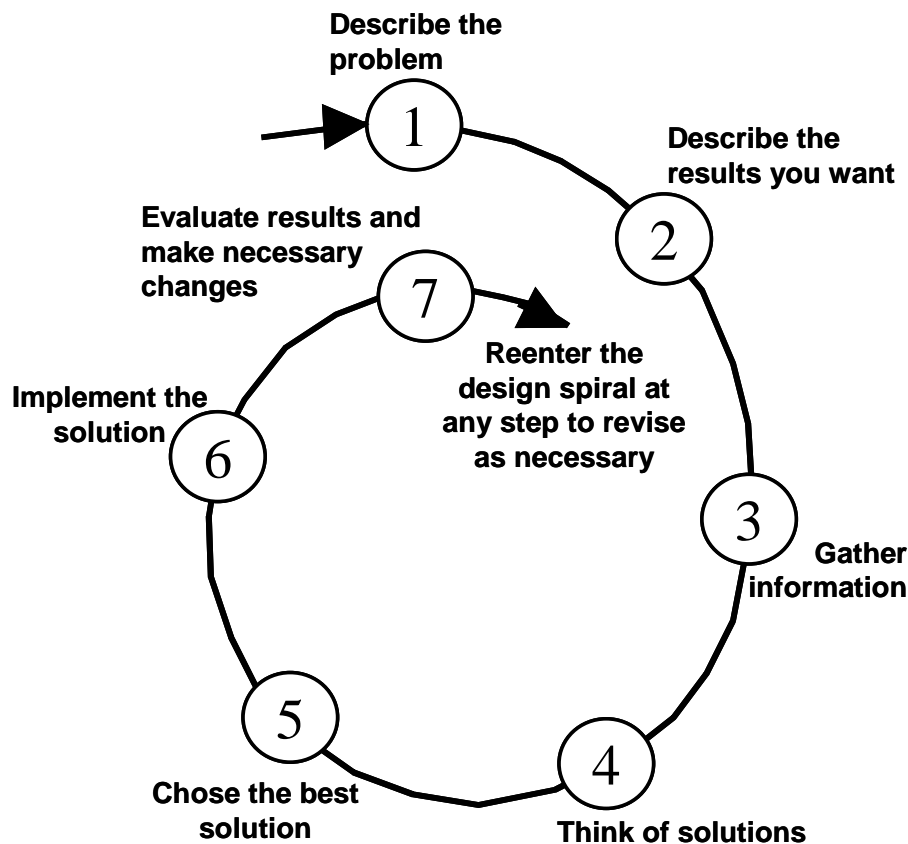 Describe the
problem
1
Describe the
results you want
2
Evaluate results and
make necessary
changes
7
Reenter the
design spiral at
any step to revise
as necessary
Implement the
solution
6
3
Gather
information
5
Chose the best
solution
4
Think of solutions